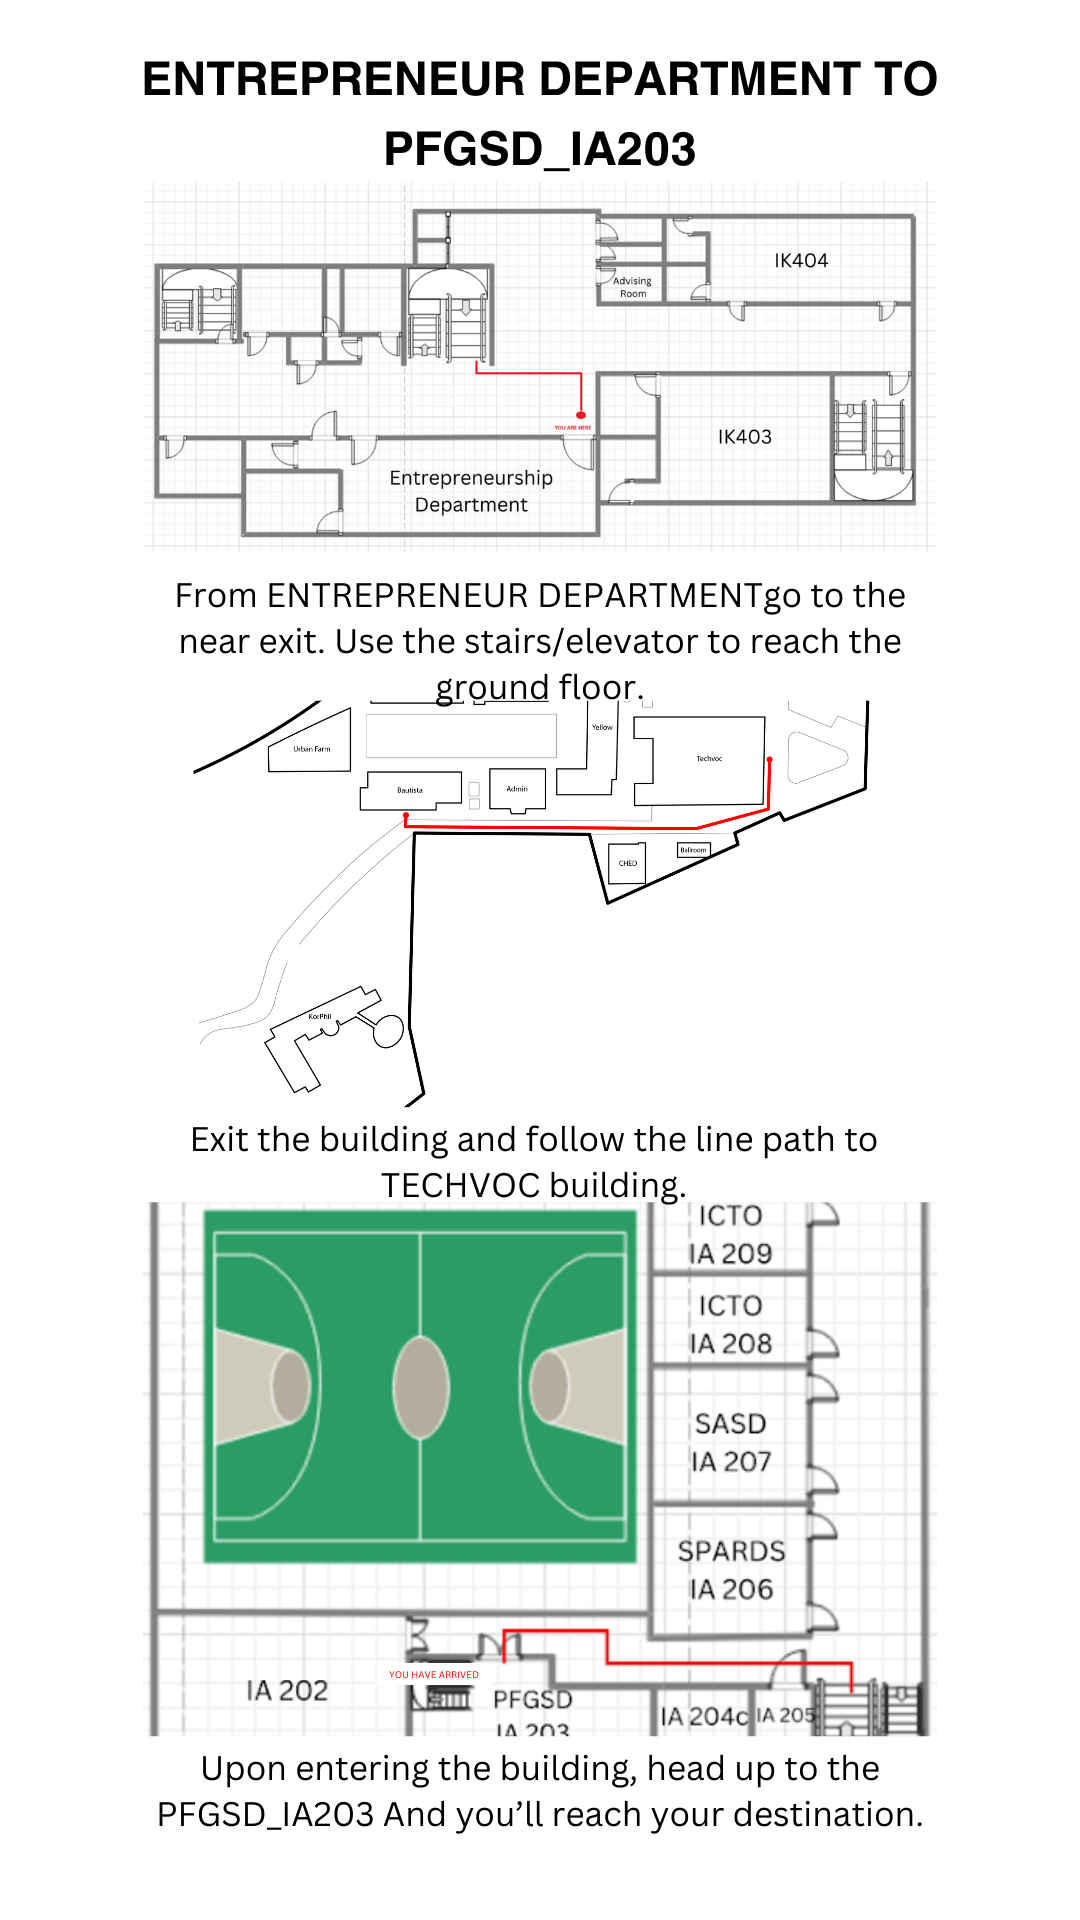 ENTREPRENEUR DEPARTMENT TO
PFGSD_IA203
IK404
Advising
Room
YOU ARE HERE
IK403
Entrepreneurship
Department
From ENTREPRENEUR DEPARTMENTgo to the
near exit. Use the stairs/elevator to reach the
ground floor.
Yellow
Urban Farm
Techvoc
Bautista
Admin
Ballroom
CHED
KorPhil
Exit the building and follow the line path to
TECHVOC building.
ICTO
IA 209
ICTO
IA 208
SASD
IA 207
SPARDS
IA 206
YOU HAVE ARRIVED
IA 202
PFGSD
IA 203
IA 204c
IA 205
Upon entering the building, head up to the
PFGSD_IA203 And you’ll reach your destination.